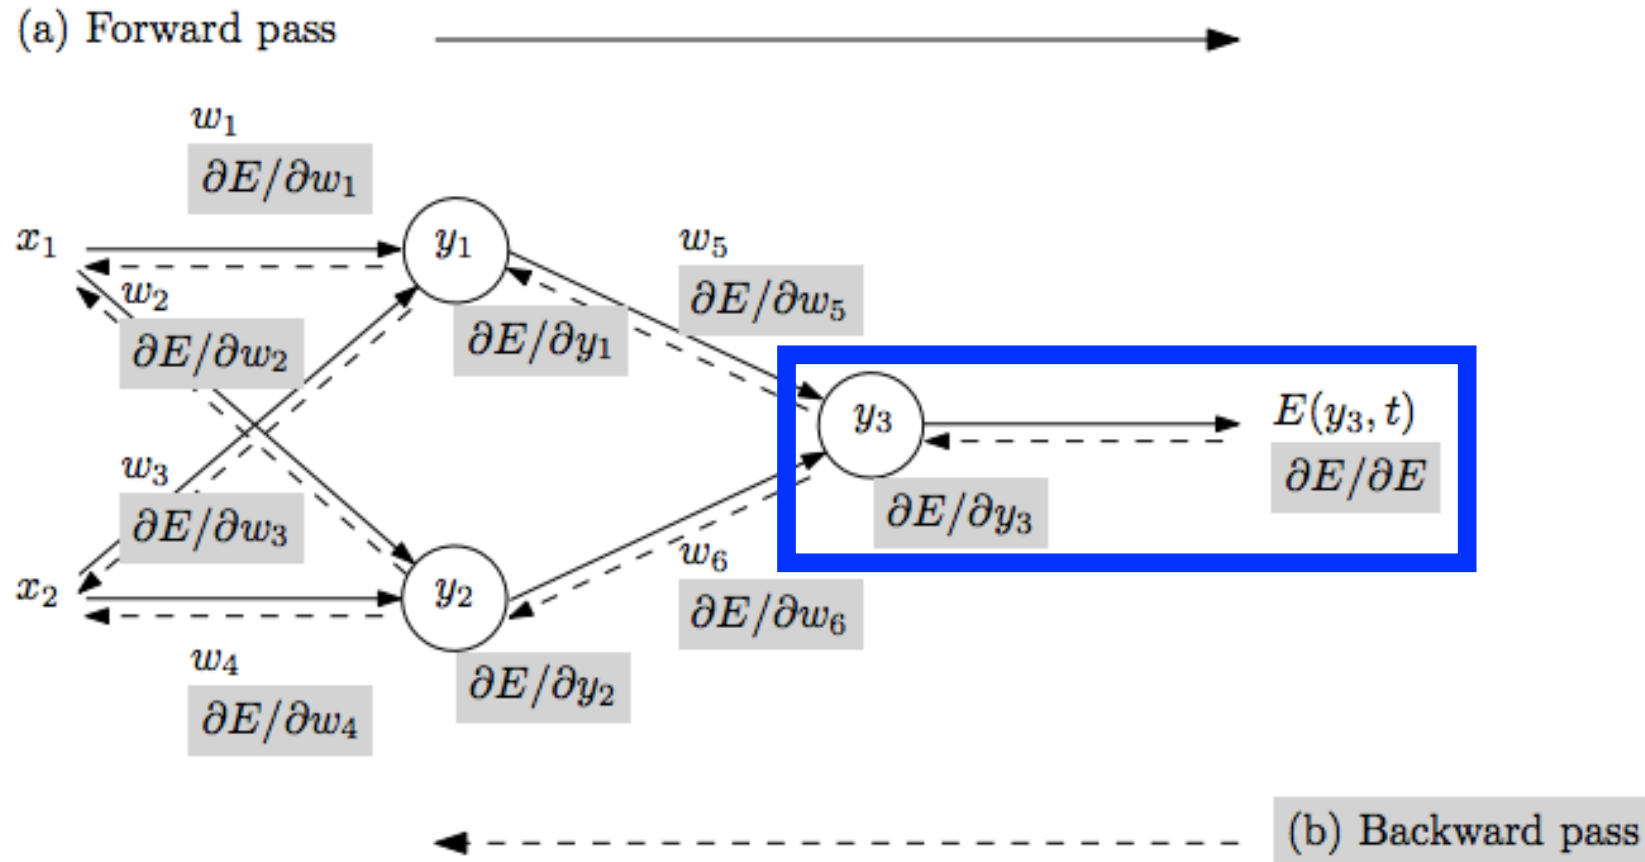 (a) Forward pass
w₁
∂E/∂w₁
x₁
y₁
w₅
∂E/∂w₅
w₂
∂E/∂w₂
∂E/∂y₁
y₃
E(y₃, t)
∂E/∂E
∂E/∂y₃
w₃
∂E/∂w₃
x₂
y₂
w₆
∂E/∂w₆
w₄
∂E/∂w₄
∂E/∂y₂
(b) Backward pass